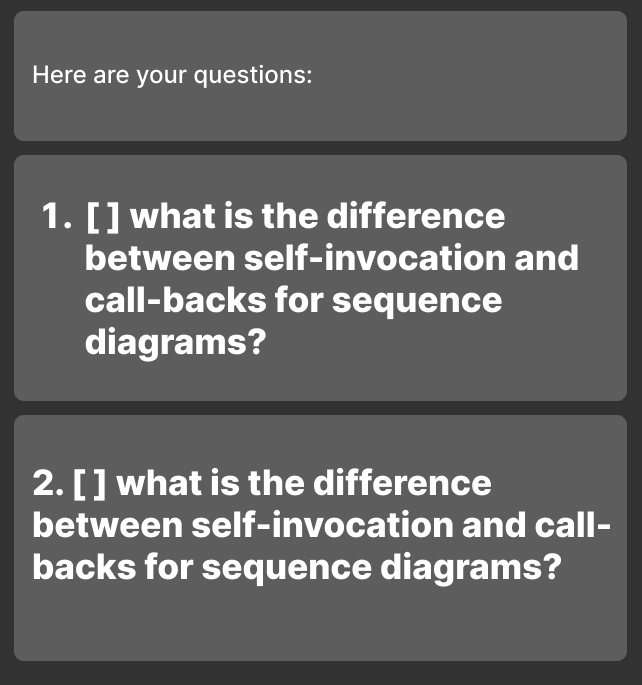 Here are your questions:
1. [ ] what is the difference
between self-invocation and
call-backs for sequence
diagrams?
2. [ ] what is the difference
between self-invocation and call-
backs for sequence diagrams?